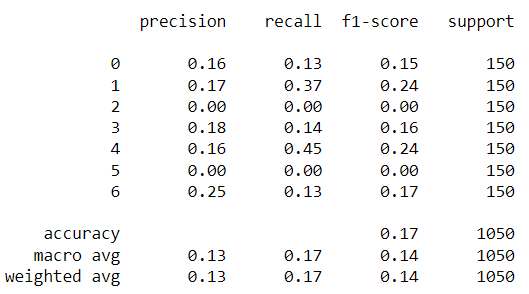 precision recall f1-score support
0 0.16 0.13 0.15 150
1 0.17 0.37 0.24 150
2 0.00 0.00 0.00 150
3 0.18 0.14 0.16 150
4 0.16 0.45 0.24 150
5 0.00 0.00 0.00 150
6 0.25 0.13 0.17 150
accuracy 0.17 1050
macro avg 0.13 0.17 0.14 1050
weighted avg 0.13 0.17 0.14 1050